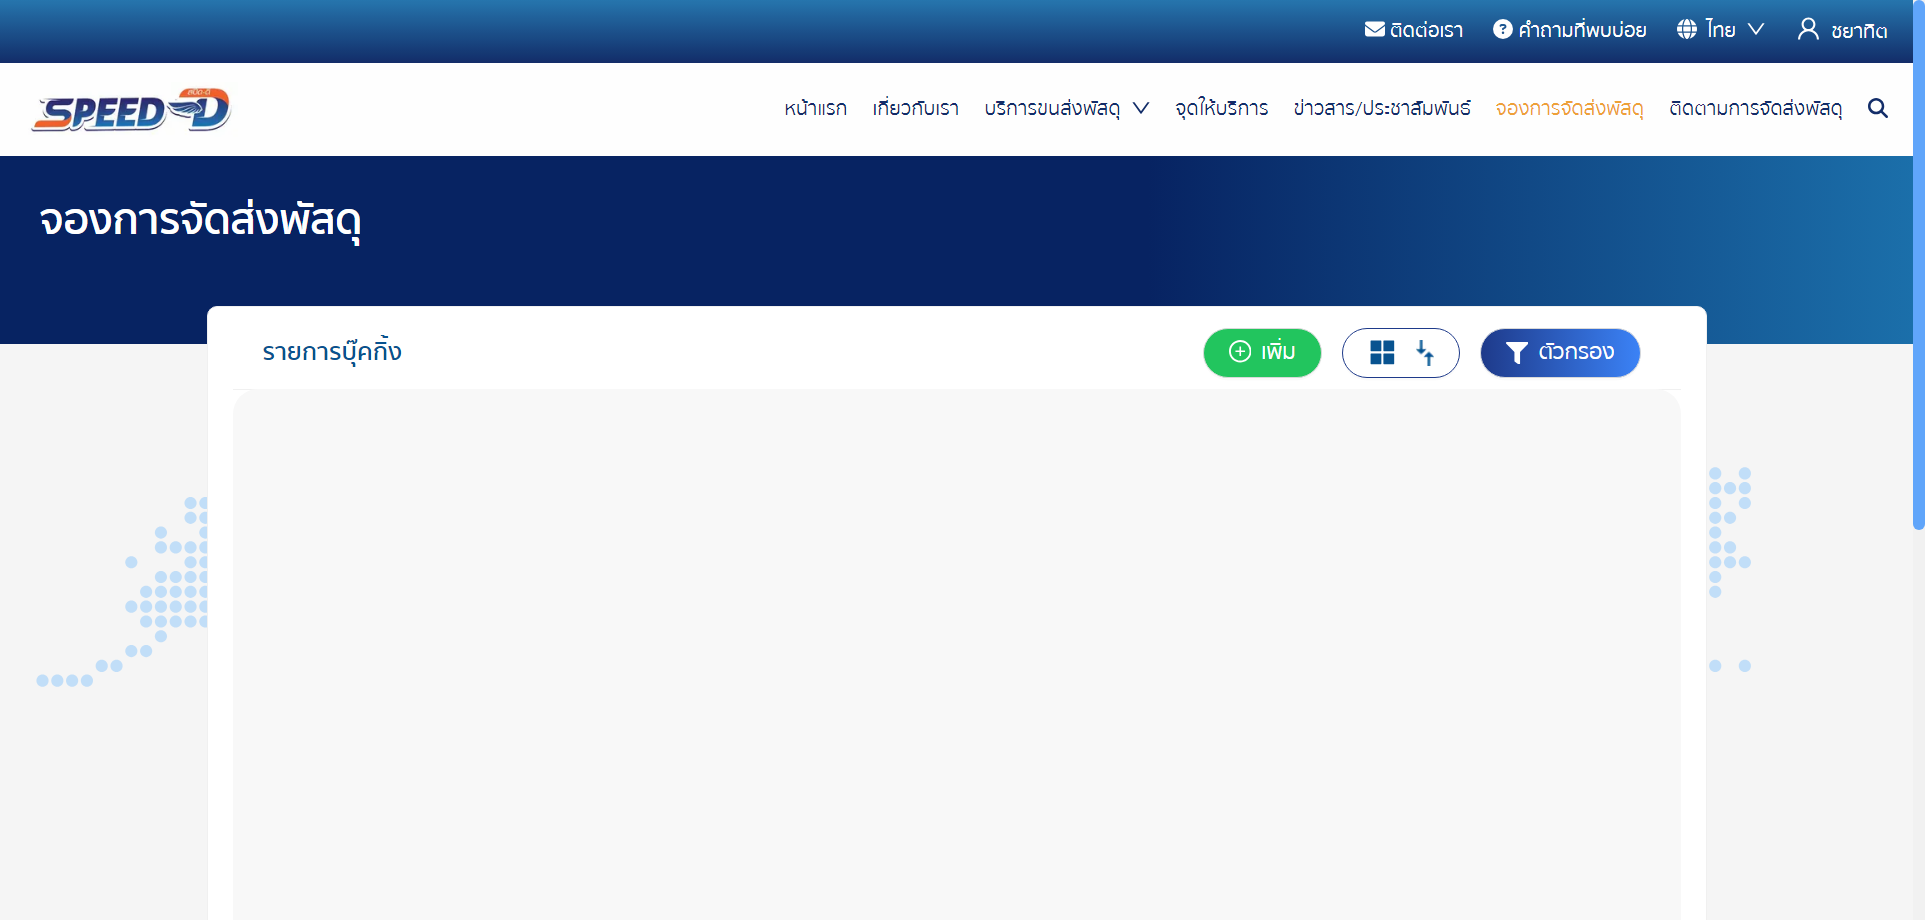 ติดต่อเรา คำถามที่พบบ่อย ไทย ชยาทิต
สปีด-ดี
SPEED-D
หน้าแรก เกี่ยวกับเรา บริการขนส่งพัสดุ จุดให้บริการ ข่าวสาร/ประชาสัมพันธ์ จองการจัดส่งพัสดุ ติดตามการจัดส่งพัสดุ
จองการจัดส่งพัสดุ
รายการบุ๊คกิ้ง เพิ่ม ตัวกรอง